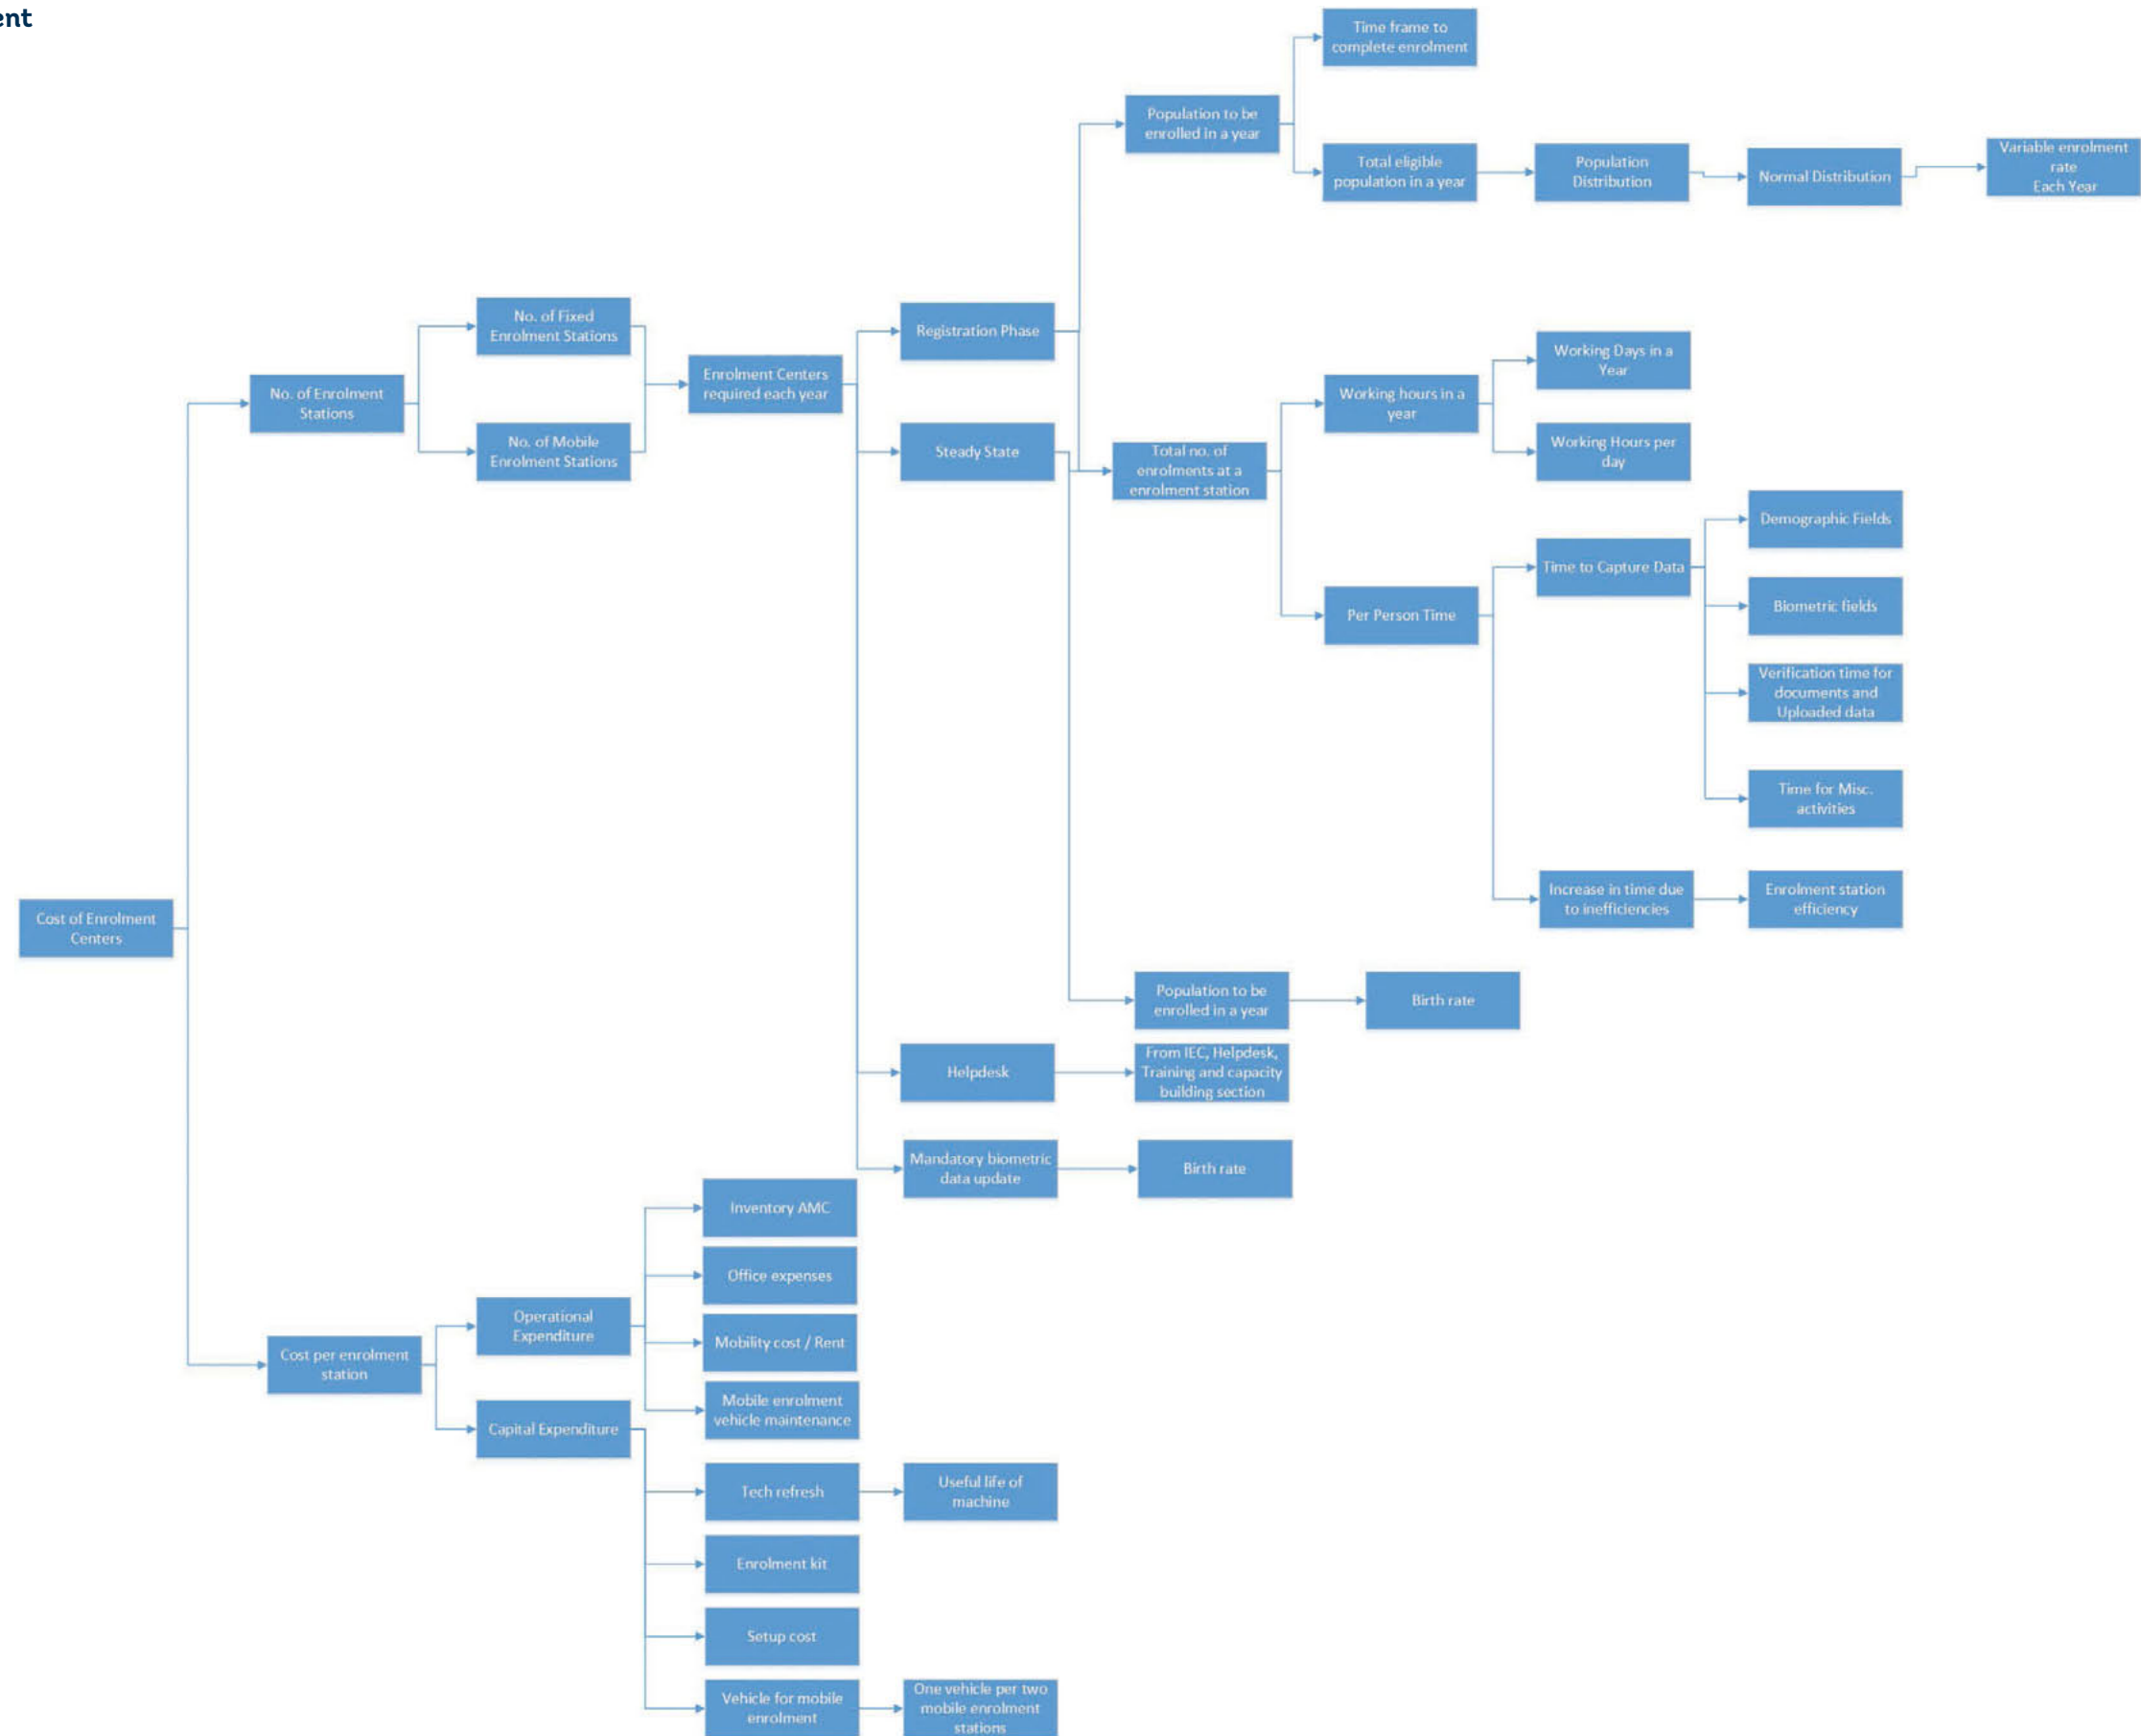 ent
Time frame to
complete enrolment
Population to be
enrolled in a year
Total eligible
population in a year
Population
Distribution
Normal Distribution
Variable enrolment
rate
Each Year
No. of Fixed
Enrolment Stations
Registration Phase
Working Days in a
Year
No. of Enrolment
Stations
Enrolment Centers
required each year
Working hours in a
year
No. of Mobile
Enrolment Stations
Steady State
Total no. of
enrolments at a
enrolment station
Working Hours per
day
Demographic Fields
Time to Capture Data
Biometric fields
Per Person Time
Verification time for
documents and
Uploaded data
Time for Misc.
activities
Cost of Enrolment
Centers
Increase in time due
to inefficiencies
Enrolment station
efficiency
Population to be
enrolled in a year
Birth rate
Helpdesk
From IEC, Helpdesk,
Training and capacity
building section
Mandatory biometric
data update
Birth rate
Inventory AMC
Office expenses
Operational
Expenditure
Mobility cost / Rent
Cost per enrolment
station
Mobile enrolment
vehicle maintenance
Capital Expenditure
Tech refresh
Useful life of
machine
Enrolment kit
Setup cost
Vehicle for mobile
enrolment
One vehicle per two
mobile enrolment
stations